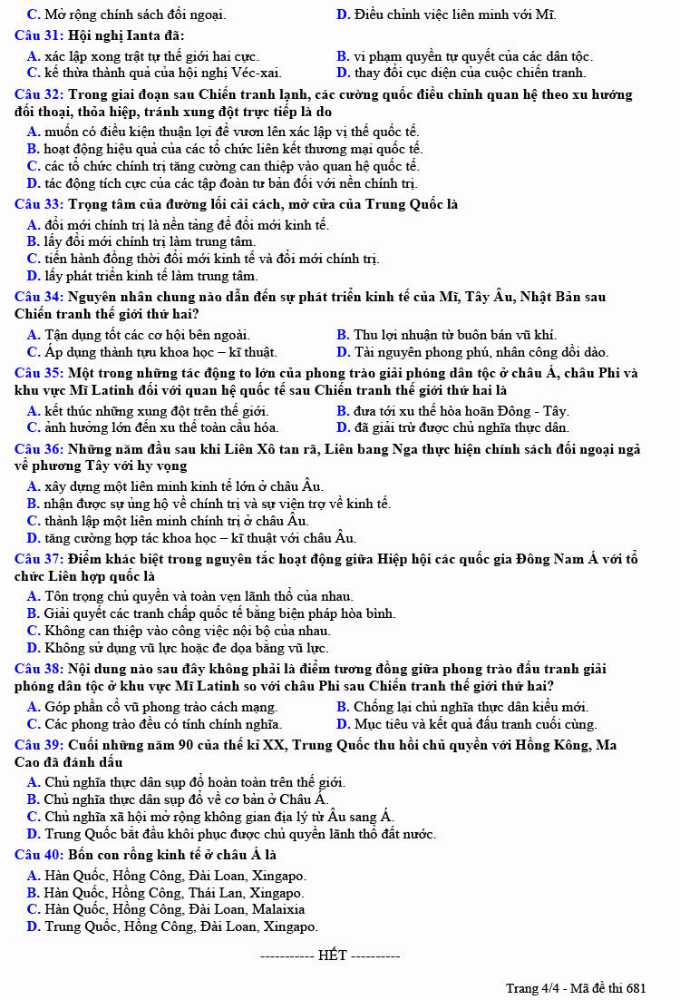 C. Mở rộng chính sách đối ngoại. D. Điều chỉnh việc liên minh với Mĩ.
Câu 31: Hội nghị Ianta đã:
A. xác lập xong trật tự thế giới hai cực. B. vi phạm quyền tự quyết của các dân tộc.
C. kế thừa thành quả của hội nghị Véc-xai. D. thay đổi cục diện của cuộc chiến tranh.
Câu 32: Trong giai đoạn sau Chiến tranh lạnh, các cường quốc điều chỉnh quan hệ theo xu hướng
đối thoại, thỏa hiệp, tránh xung đột trực tiếp là do
A. muốn có điều kiện thuận lợi để vươn lên xác lập vị thế quốc tế.
B. hoạt động hiệu quả của các tổ chức liên kết thương mại quốc tế.
C. các tổ chức chính trị tăng cường can thiệp vào quan hệ quốc tế.
D. tác động tích cực của các tập đoàn tư bản đối với nền chính trị.
Câu 33: Trọng tâm của đường lối cải cách, mở cửa của Trung Quốc là
A. đổi mới chính trị là nền tảng để đổi mới kinh tế.
B. lấy đổi mới chính trị làm trung tâm.
C. tiến hành đồng thời đổi mới kinh tế và đổi mới chính trị.
D. lấy phát triển kinh tế làm trung tâm.
Câu 34: Nguyên nhân chung nào dẫn đến sự phát triển kinh tế của Mĩ, Tây Âu, Nhật Bản sau
Chiến tranh thế giới thứ hai?
A. Tận dụng tốt các cơ hội bên ngoài. B. Thu lợi nhuận từ buôn bán vũ khí.
C. Áp dụng thành tựu khoa học – kĩ thuật. D. Tài nguyên phong phú, nhân công dồi dào.
Câu 35: Một trong những tác động to lớn của phong trào giải phóng dân tộc ở châu Á, châu Phi và
khu vực Mĩ Latinh đối với quan hệ quốc tế sau Chiến tranh thế giới thứ hai là
A. kết thúc những xung đột trên thế giới. B. đưa tới xu thế hòa hoãn Đông - Tây.
C. ảnh hưởng lớn đến xu thế toàn cầu hóa. D. đã giải trừ được chủ nghĩa thực dân.
Câu 36: Những năm đầu sau khi Liên Xô tan rã, Liên bang Nga thực hiện chính sách đối ngoại ngả
về phương Tây với hy vọng
A. xây dựng một liên minh kinh tế lớn ở châu Âu.
B. nhận được sự ủng hộ về chính trị và sự viện trợ về kinh tế.
C. thành lập một liên minh chính trị ở châu Âu.
D. tăng cường hợp tác khoa học – kĩ thuật với châu Âu.
Câu 37: Điểm khác biệt trong nguyên tắc hoạt động giữa Hiệp hội các quốc gia Đông Nam Á với tổ
chức Liên hợp quốc là
A. Tôn trọng chủ quyền và toàn vẹn lãnh thổ của nhau.
B. Giải quyết các tranh chấp quốc tế bằng biện pháp hòa bình.
C. Không can thiệp vào công việc nội bộ của nhau.
D. Không sử dụng vũ lực hoặc đe dọa bằng vũ lực.
Câu 38: Nội dung nào sau đây không phải là điểm tương đồng giữa phong trào đấu tranh giải
phóng dân tộc ở khu vực Mĩ Latinh so với châu Phi sau Chiến tranh thế giới thứ hai?
A. Góp phần cổ vũ phong trào cách mạng. B. Chống lại chủ nghĩa thực dân kiểu mới.
C. Các phong trào đều có tính chính nghĩa. D. Mục tiêu và kết quả đấu tranh cuối cùng.
Câu 39: Cuối những năm 90 của thế kỉ XX, Trung Quốc thu hồi chủ quyền với Hồng Kông, Ma
Cao đã đánh dấu
A. Chủ nghĩa thực dân sụp đổ hoàn toàn trên thế giới.
B. Chủ nghĩa thực dân sụp đổ về cơ bản ở Châu Á.
C. Chủ nghĩa xã hội mở rộng không gian địa lý từ Âu sang Á.
D. Trung Quốc bắt đầu khôi phục được chủ quyền lãnh thổ đất nước.
Câu 40: Bốn con rồng kinh tế ở châu Á là
A. Hàn Quốc, Hồng Công, Đài Loan, Xingapo.
B. Hàn Quốc, Hồng Công, Thái Lan, Xingapo.
C. Hàn Quốc, Hồng Công, Đài Loan, Malaixia
D. Trung Quốc, Hồng Công, Đài Loan, Xingapo.
----------- HẾT ----------
Trang 4/4 - Mã đề thi 681